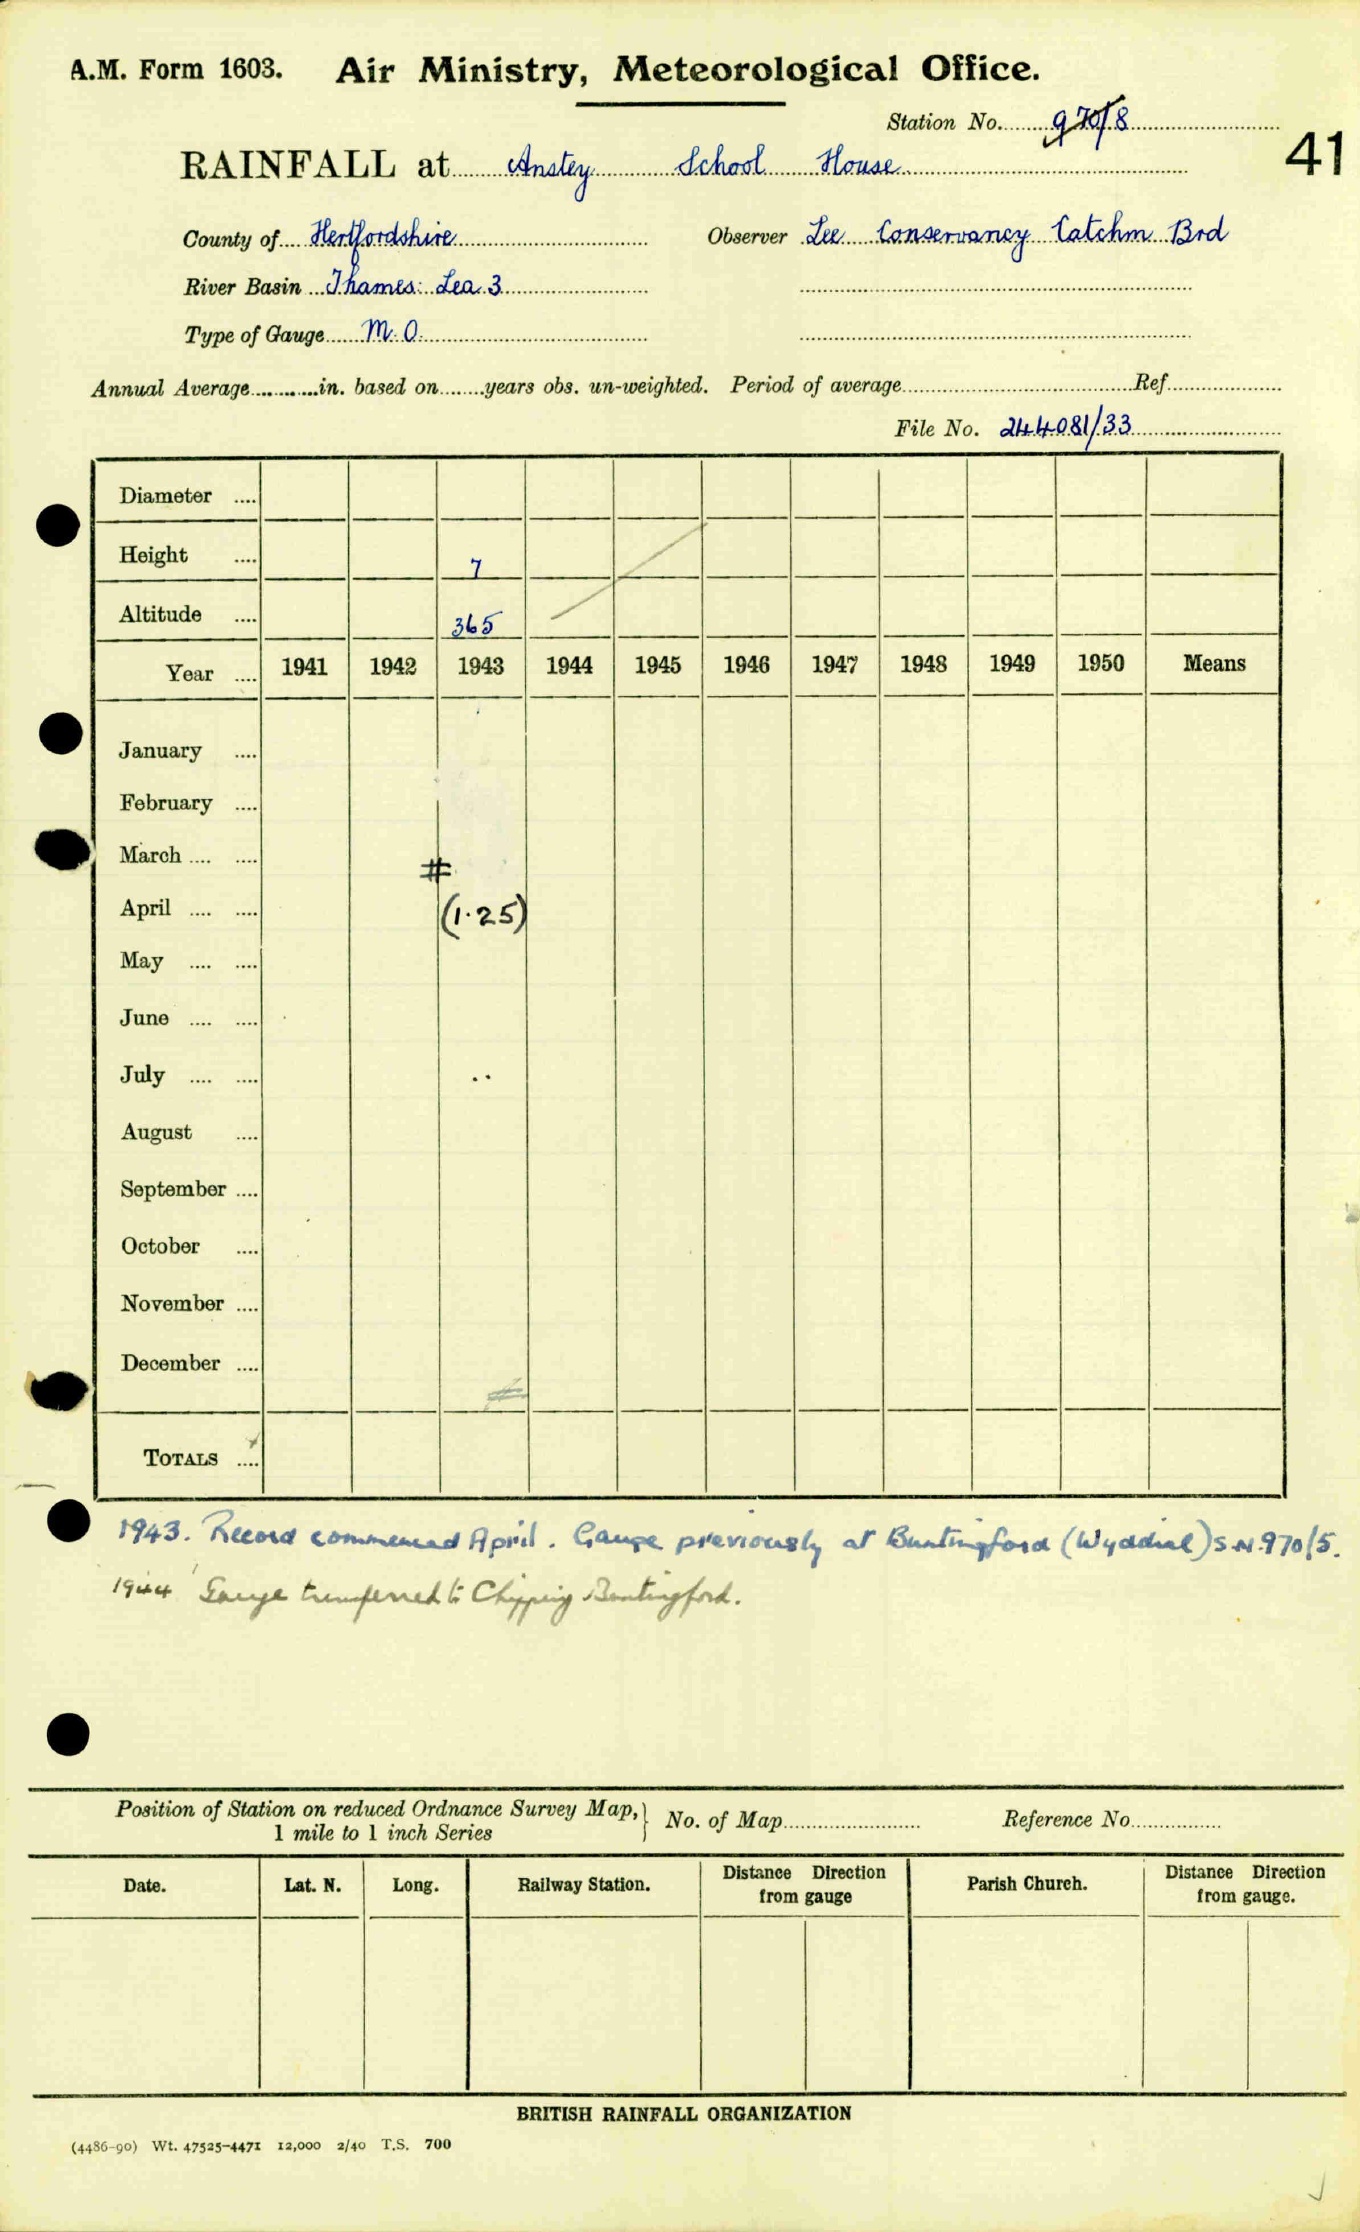 A.M. Form 1603. Air Ministry, Meteorological Office.
Station No. 970/8
41
RAINFALL at Anstey School House
County of Hertfordshire Observer Lee Conservancy Catchm Brd
River Basin Thames: Lea 3
Type of Gauge M.O.
Annual Average..........in. based on........years obs. un-weighted. Period of average..........Ref..........
File No. 244081/33
Diameter ....
Height .... 7
Altitude .... 365
Year .... 1941 1942 1943 1944 1945 1946 1947 1948 1949 1950 Means
January ....
February ....
March .... ....
#
April .... .... (1.25)
May .... ....
June .... ....
July .... ....
August ....
September ....
October ....
November ....
December ....
TOTALS ....
1943. Record commenced April. Gauge previously at Buntingford (Wyddial) S.N. 970/5.
1944 Gauge transferred to Chipping Buntingford.
Position of Station on reduced Ordnance Survey Map, } No. of Map.......... Reference No..........
1 mile to 1 inch Series
Date. Lat. N. Long. Railway Station. Distance Direction from gauge Parish Church. Distance Direction from gauge.
BRITISH RAINFALL ORGANIZATION
(4486-90) Wt. 47525-4471 12,000 2/40 T.S. 700